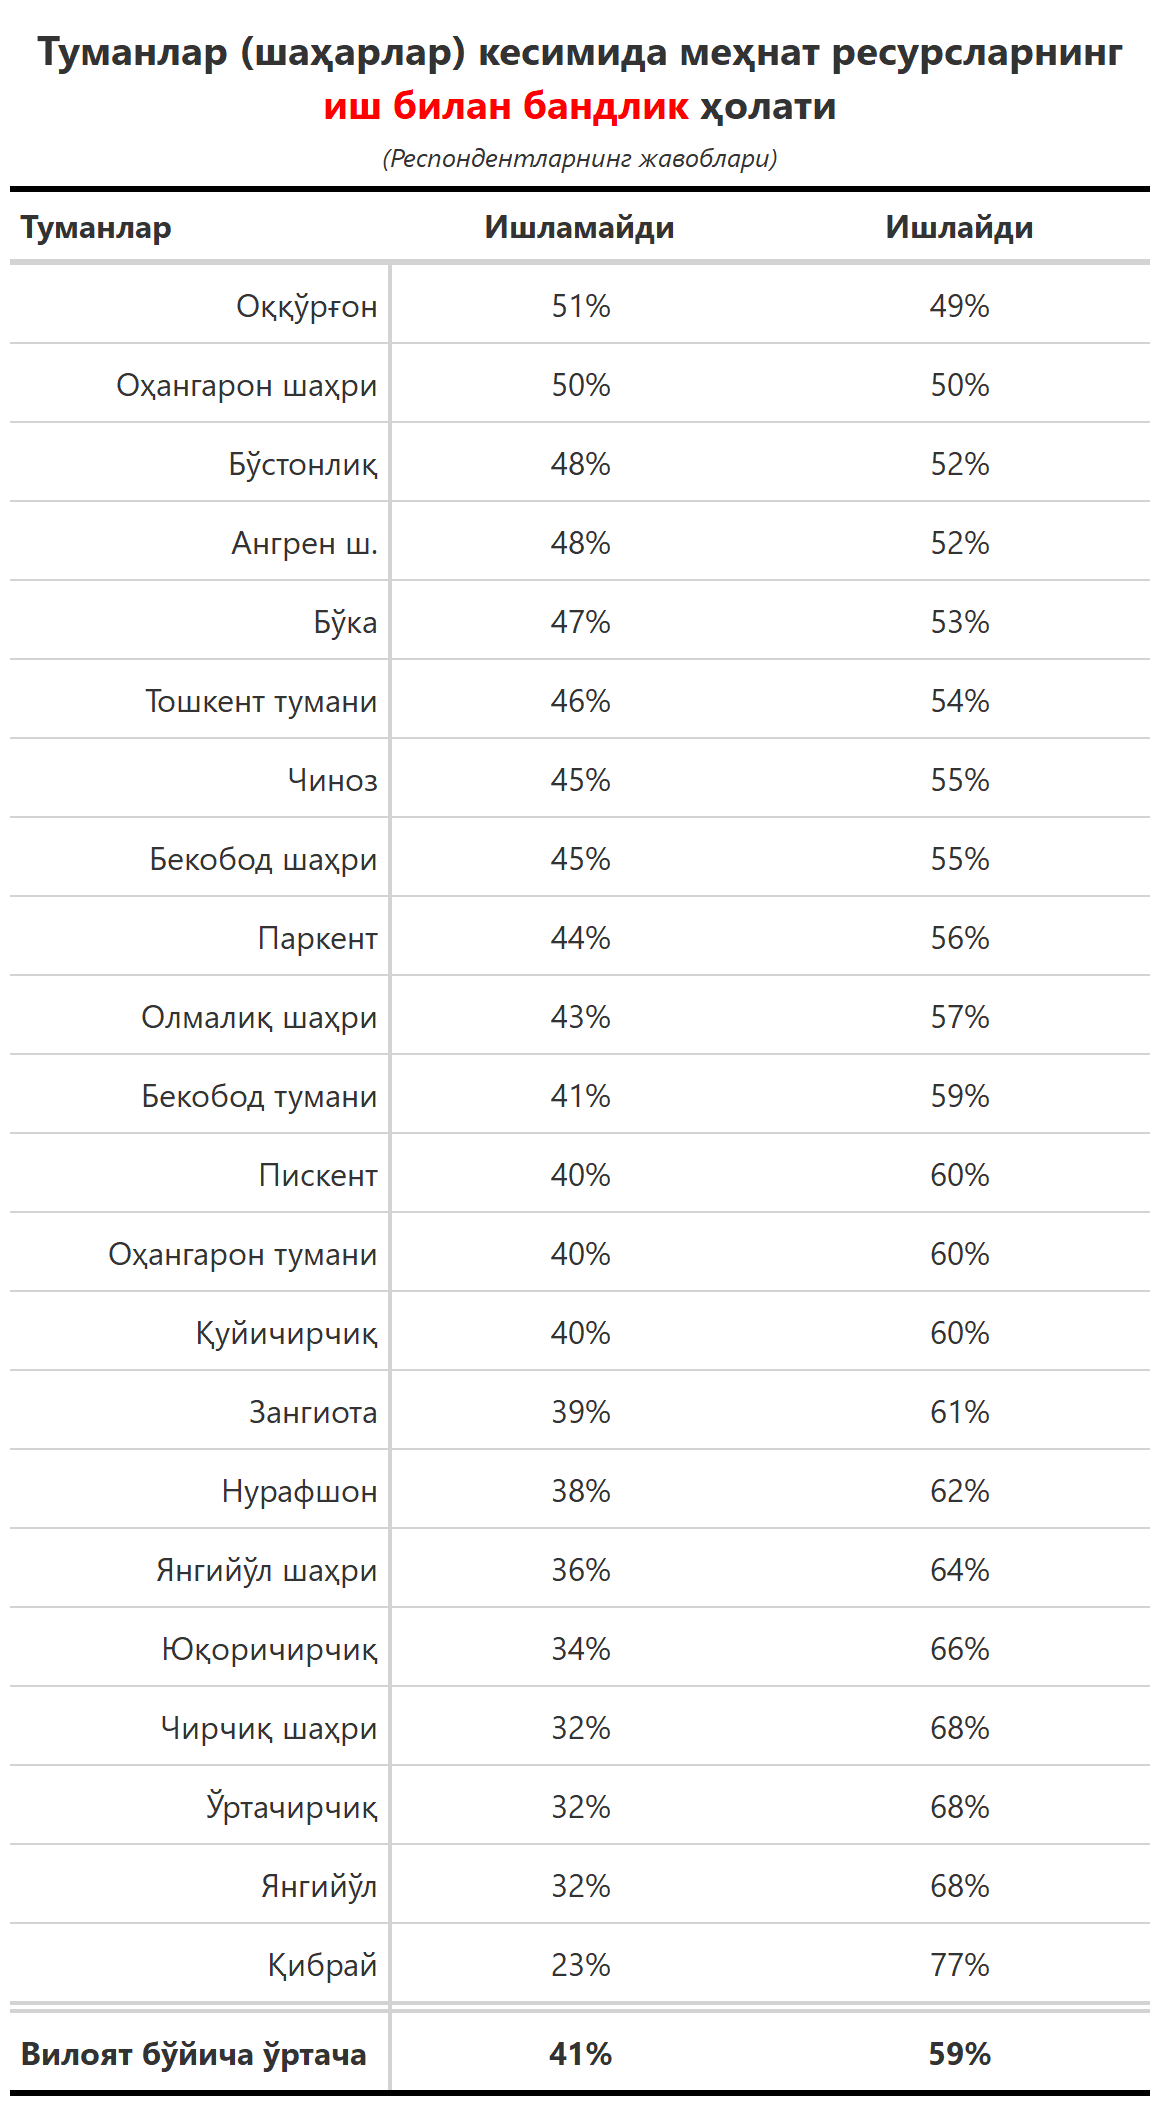 Туманлар (шаҳарлар) кесимида меҳнат ресурсларнинг
иш билан бандлик ҳолати
(Респондентларнинг жавоблари)
Туманлар Ишламайди Ишлайди
Оққўрғон 51% 49%
Оҳангарон шаҳри 50% 50%
Бўстонлиқ 48% 52%
Ангрен ш. 48% 52%
Бўка 47% 53%
Тошкент тумани 46% 54%
Чиноз 45% 55%
Бекобод шаҳри 45% 55%
Паркент 44% 56%
Олмалиқ шаҳри 43% 57%
Бекобод тумани 41% 59%
Пискент 40% 60%
Оҳангарон тумани 40% 60%
Қуйичирчиқ 40% 60%
Зангиота 39% 61%
Нурафшон 38% 62%
Янгийўл шаҳри 36% 64%
Юқоричирчиқ 34% 66%
Чирчиқ шаҳри 32% 68%
Ўртачирчиқ 32% 68%
Янгийўл 32% 68%
Қибрай 23% 77%
Вилоят бўйича ўртача 41% 59%